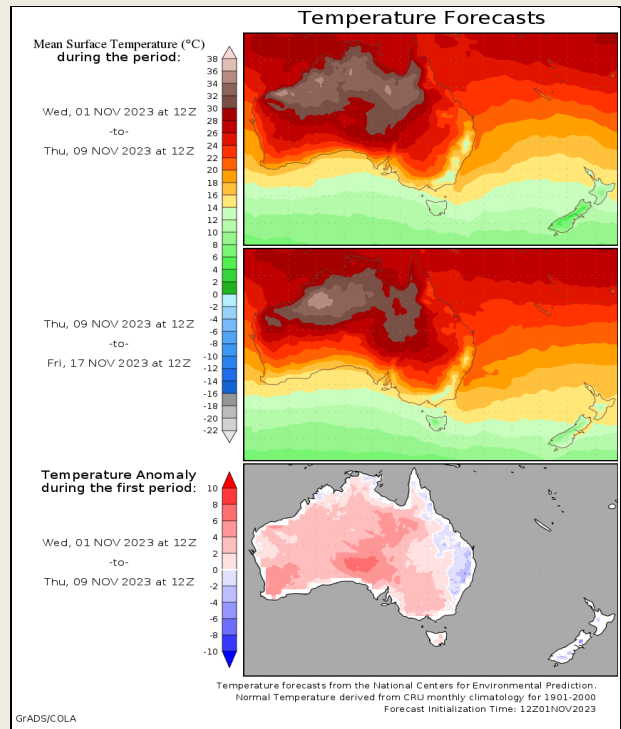 Temperature Forecasts
Mean Surface Temperature (°C)
during the period:
38
36
34
32
30
28
26
24
22
20
18
16
14
12
10
8
6
4
2
0
-2
-4
-6
-8
-10
-12
-14
-16
-18
-20
-22
Wed, 01 NOV 2023 at 12Z
-to-
Thu, 09 NOV 2023 at 12Z
Thu, 09 NOV 2023 at 12Z
-to-
Fri, 17 NOV 2023 at 12Z
Temperature Anomaly
during the first period:
10
8
6
4
2
0
-2
-4
-6
-8
-10
Wed, 01 NOV 2023 at 12Z
-to-
Thu, 09 NOV 2023 at 12Z
Temperature forecasts from the National Centers for Environmental Prediction.
Normal Temperature derived from CRU monthly climatology for 1901-2000
Forecast Initialization Time: 12Z01NOV2023
GrADS/COLA